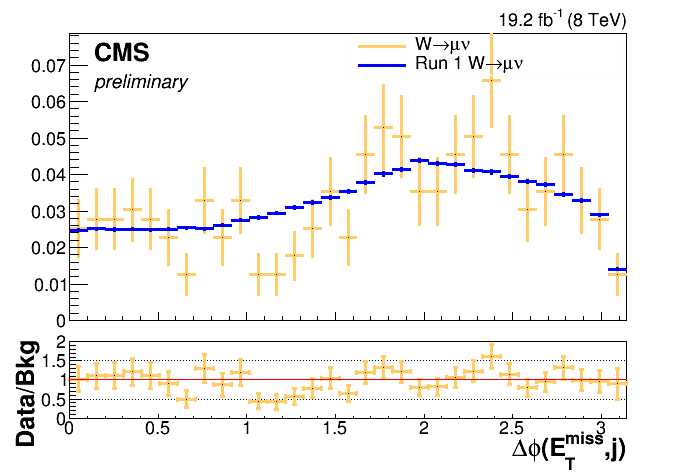 19.2 fb⁻¹ (8 TeV)
CMS
preliminary
W→μν
Run 1 W→μν
0.07
0.06
0.05
0.04
0.03
0.02
0.01
0
Data/Bkg
2
1.5
1
0.5
0
0 0.5 1 1.5 2 2.5 3
Δϕ(E_T^miss,j)